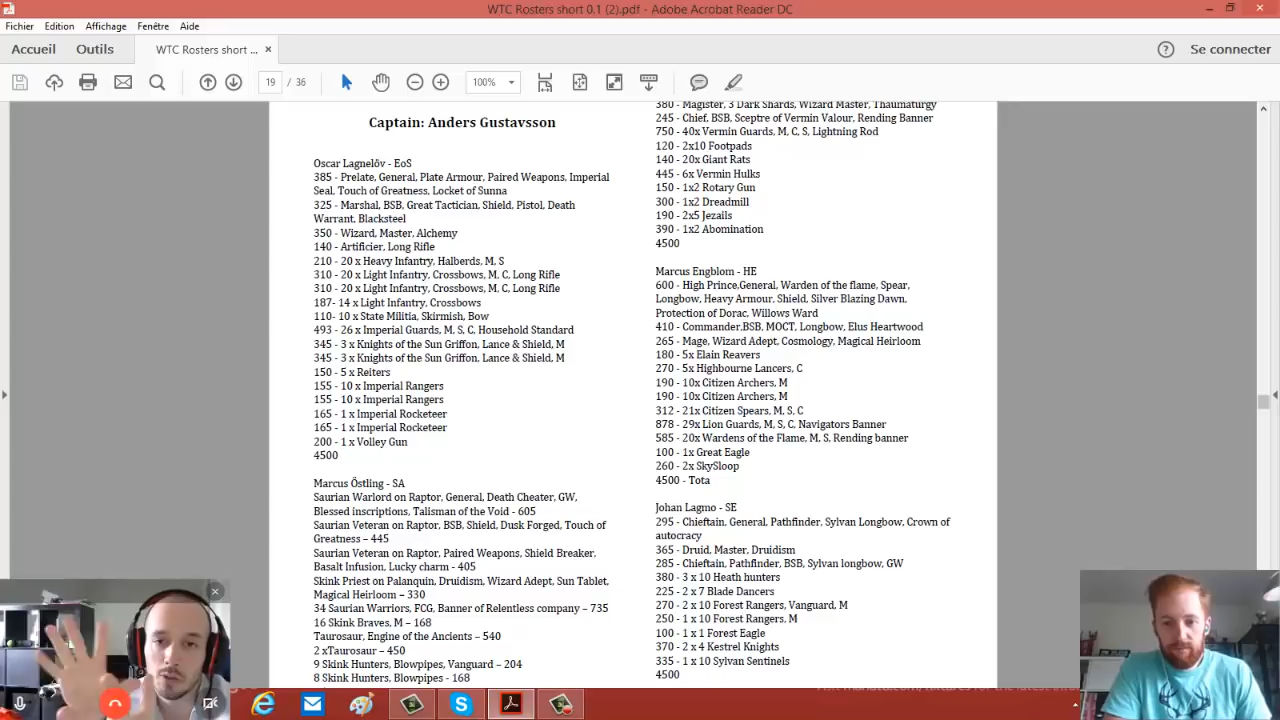 WTC Rosters short 0.1 (2).pdf - Adobe Acrobat Reader DC
Fichier Edition Affichage Fenêtre Aide
Accueil Outils WTC Rosters short ... ×
Se connecter
19 / 36 100%
Captain: Anders Gustavsson
Oscar Lagnelöv - EoS
385 - Prelate, General, Plate Armour, Paired Weapons, Imperial
Seal, Touch of Greatness, Locket of Sunna
325 - Marshal, BSB, Great Tactician, Shield, Pistol, Death
Warrant, Blacksteel
350 - Wizard, Master, Alchemy
140 - Artificier, Long Rifle
210 - 20 x Heavy Infantry, Halberds, M, S
310 - 20 x Light Infantry, Crossbows, M, C, Long Rifle
310 - 20 x Light Infantry, Crossbows, M, C, Long Rifle
187- 14 x Light Infantry, Crossbows
110- 10 x State Militia, Skirmish, Bow
493 - 26 x Imperial Guards, M, S, C, Household Standard
345 - 3 x Knights of the Sun Griffon, Lance & Shield, M
345 - 3 x Knights of the Sun Griffon, Lance & Shield, M
150 - 5 x Reiters
155 - 10 x Imperial Rangers
155 - 10 x Imperial Rangers
165 - 1 x Imperial Rocketeer
165 - 1 x Imperial Rocketeer
200 - 1 x Volley Gun
4500
Marcus Östling - SA
Saurian Warlord on Raptor, General, Death Cheater, GW,
Blessed inscriptions, Talisman of the Void - 605
Saurian Veteran on Raptor, BSB, Shield, Dusk Forged, Touch of
Greatness – 445
Saurian Veteran on Raptor, Paired Weapons, Shield Breaker,
Basalt Infusion, Lucky charm - 405
Skink Priest on Palanquin, Druidism, Wizard Adept, Sun Tablet,
Magical Heirloom – 330
34 Saurian Warriors, FCG, Banner of Relentless company – 735
16 Skink Braves, M – 168
Taurosaur, Engine of the Ancients – 540
2 xTaurosaur – 450
9 Skink Hunters, Blowpipes, Vanguard – 204
8 Skink Hunters, Blowpipes - 168
380 - Magister, 3 Dark Shards, Wizard Master, Thaumaturgy
245 - Chief, BSB, Sceptre of Vermin Valour, Rending Banner
750 - 40x Vermin Guards, M, C, S, Lightning Rod
120 - 2x10 Footpads
140 - 20x Giant Rats
445 - 6x Vermin Hulks
150 - 1x2 Rotary Gun
300 - 1x2 Dreadmill
190 - 2x5 Jezails
390 - 1x2 Abomination
4500
Marcus Engblom - HE
600 - High Prince,General, Warden of the flame, Spear,
Longbow, Heavy Armour, Shield, Silver Blazing Dawn,
Protection of Dorac, Willows Ward
410 - Commander,BSB, MOCT, Longbow, Elus Heartwood
265 - Mage, Wizard Adept, Cosmology, Magical Heirloom
180 - 5x Elain Reavers
270 - 5x Highbourne Lancers, C
190 - 10x Citizen Archers, M
190 - 10x Citizen Archers, M
312 - 21x Citizen Spears, M, S, C
878 - 29x Lion Guards, M, S, C, Navigators Banner
585 - 20x Wardens of the Flame, M, S, Rending banner
100 - 1x Great Eagle
260 - 2x SkySloop
4500 - Tota
Johan Lagmo - SE
295 - Chieftain, General, Pathfinder, Sylvan Longbow, Crown of
autocracy
365 - Druid, Master, Druidism
285 - Chieftain, Pathfinder, BSB, Sylvan longbow, GW
380 - 3 x 10 Heath hunters
225 - 2 x 7 Blade Dancers
270 - 2 x 10 Forest Rangers, Vanguard, M
250 - 1 x 10 Forest Rangers, M
100 - 1 x 1 Forest Eagle
370 - 2 x 4 Kestrel Knights
335 - 1 x 10 Sylvan Sentinels
4500